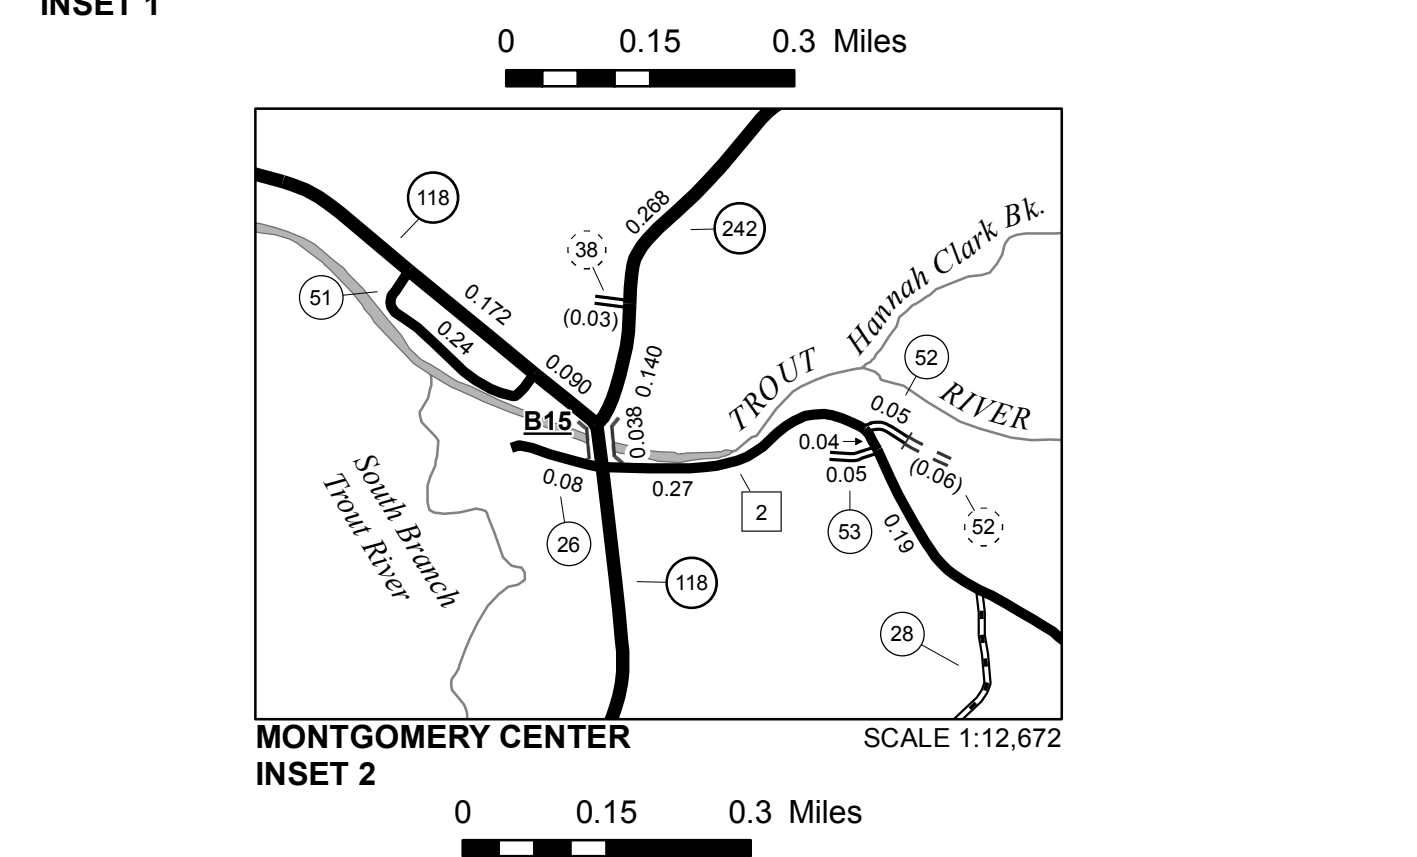 INSET 1
0 0.15 0.3 Miles
118
0.268
242
38
Hannah Clark Bk.
51
0.172
(0.03)
0.24
0.090
0.140
TROUT
52
RIVER
0.05
B15
0.038
0.04
(0.06)
0.05
0.08
0.27
2
53
52
0.19
26
South Branch
Trout River
118
28
MONTGOMERY CENTER
SCALE 1:12,672
INSET 2
0 0.15 0.3 Miles